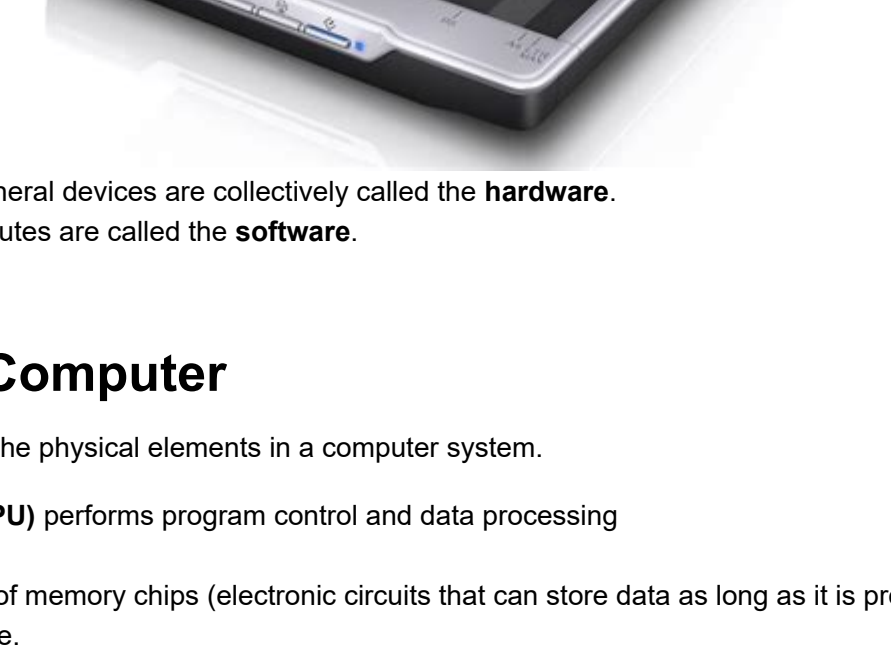 neral devices are collectively called the hardware.
utes are called the software.
Computer
he physical elements in a computer system.
PU) performs program control and data processing
of memory chips (electronic circuits that can store data as long as it is pr
e.